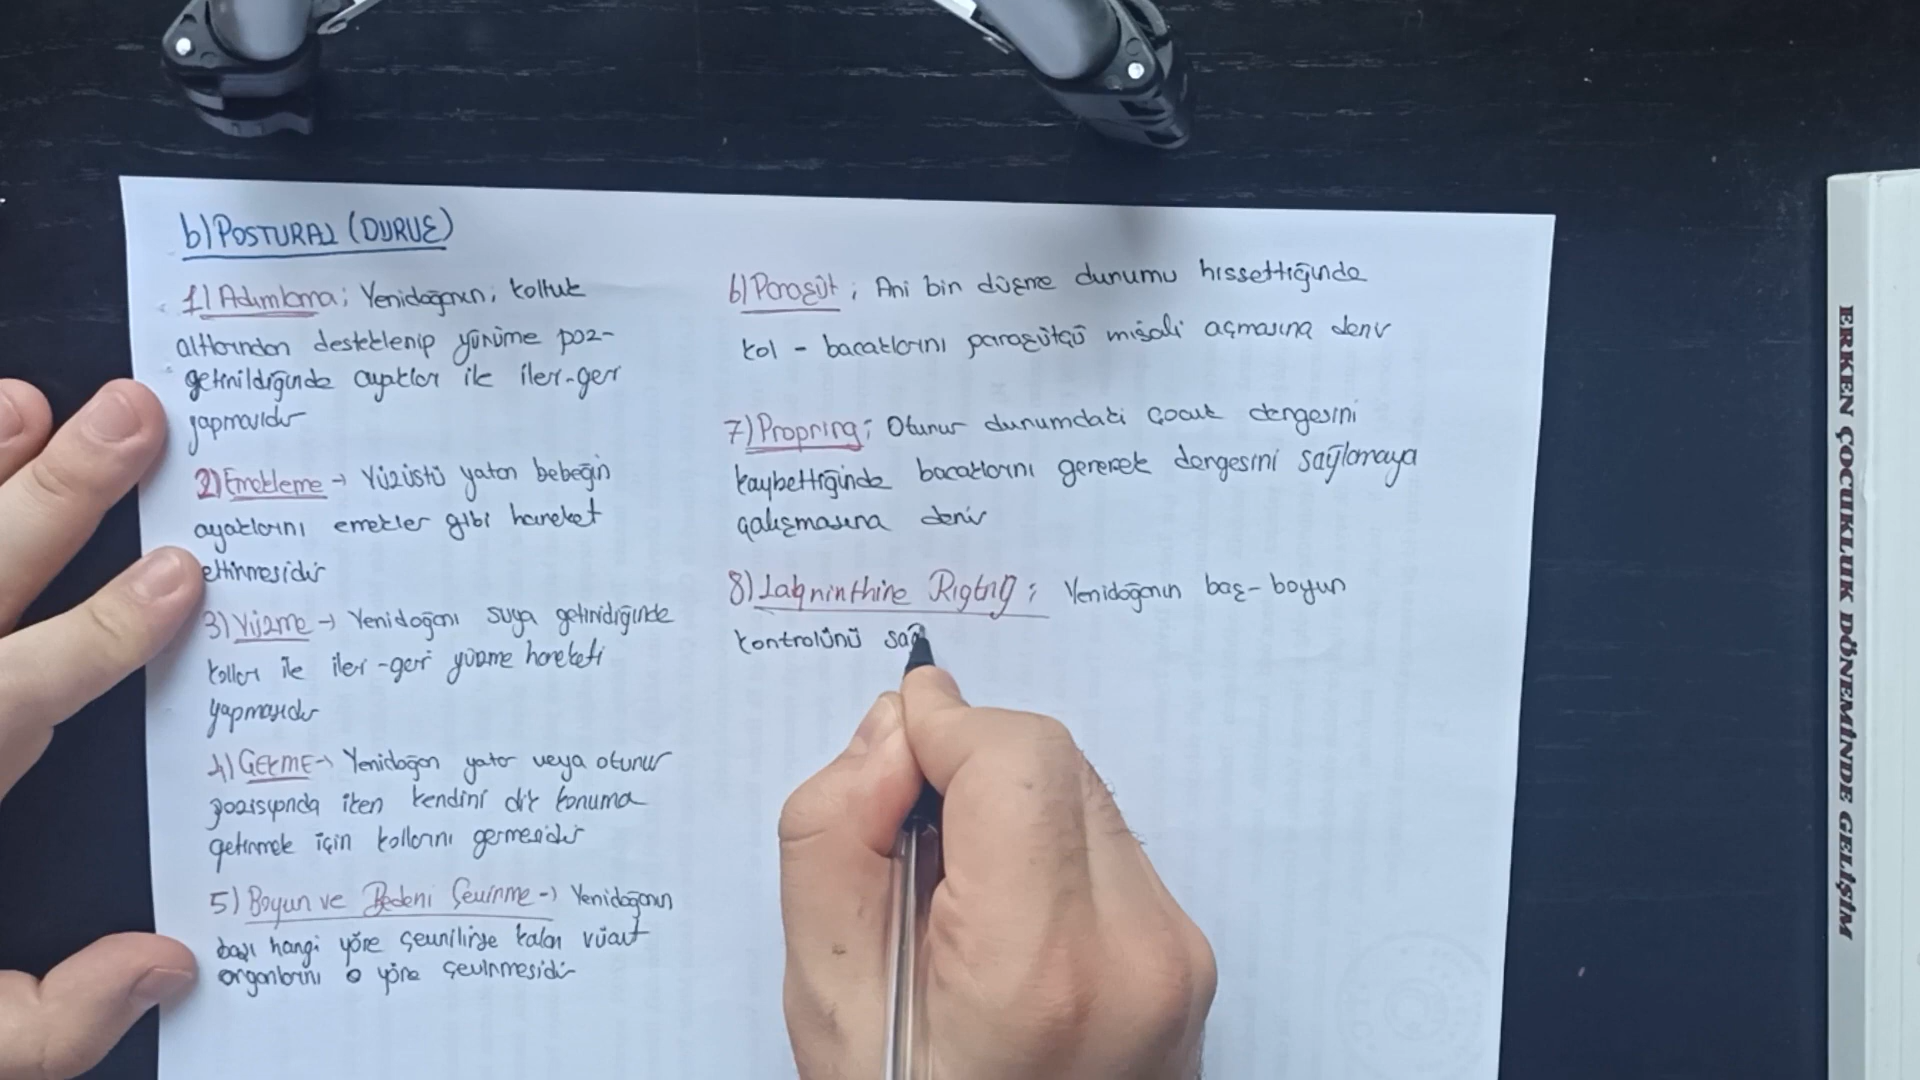 b) POSTURAL (DURUŞ)
1) Adımlama; Yenidoğanın; koltuk
altlarından desteklenip yürüme poz-
getirildiğinde ayaklar ile ileri-geri
yapmasıdır
2) Emekleme → Yüzüstü yatan bebeğin
ayaklarını emekler gibi hareket
ettirmesidir
3) Yüzme → Yenidoğanı suya getirildiğinde
kollar ile ileri-geri yüzme hareketi
yapmasıdır
4) GERME → Yenidoğan yatar veya oturur
pozisyonda iken kendini dik konuma
getirmek için kollarını germesidir
5) Boyun ve Bedeni Çevirme → Yenidoğanın
başı hangi yöne çevrilirse kalan vücut
organlarını o yöne çevirmesidir
6) Paraşüt; Ani bir düşme durumu hissettiğinde
kol - bacaklarını paraşütçü misali açmasına denir
7) Propring; Oturur durumdaki çocuk dengesini
kaybettiğinde bacaklarını gererek dengesini sağlamaya
çalışmasına denir
8) Labyrinthine Rigtng; Yenidoğanın baş-boyun
kontrolünü sağ
ERKEN ÇOCUKLUK DÖNEMİNDE GELİŞİM